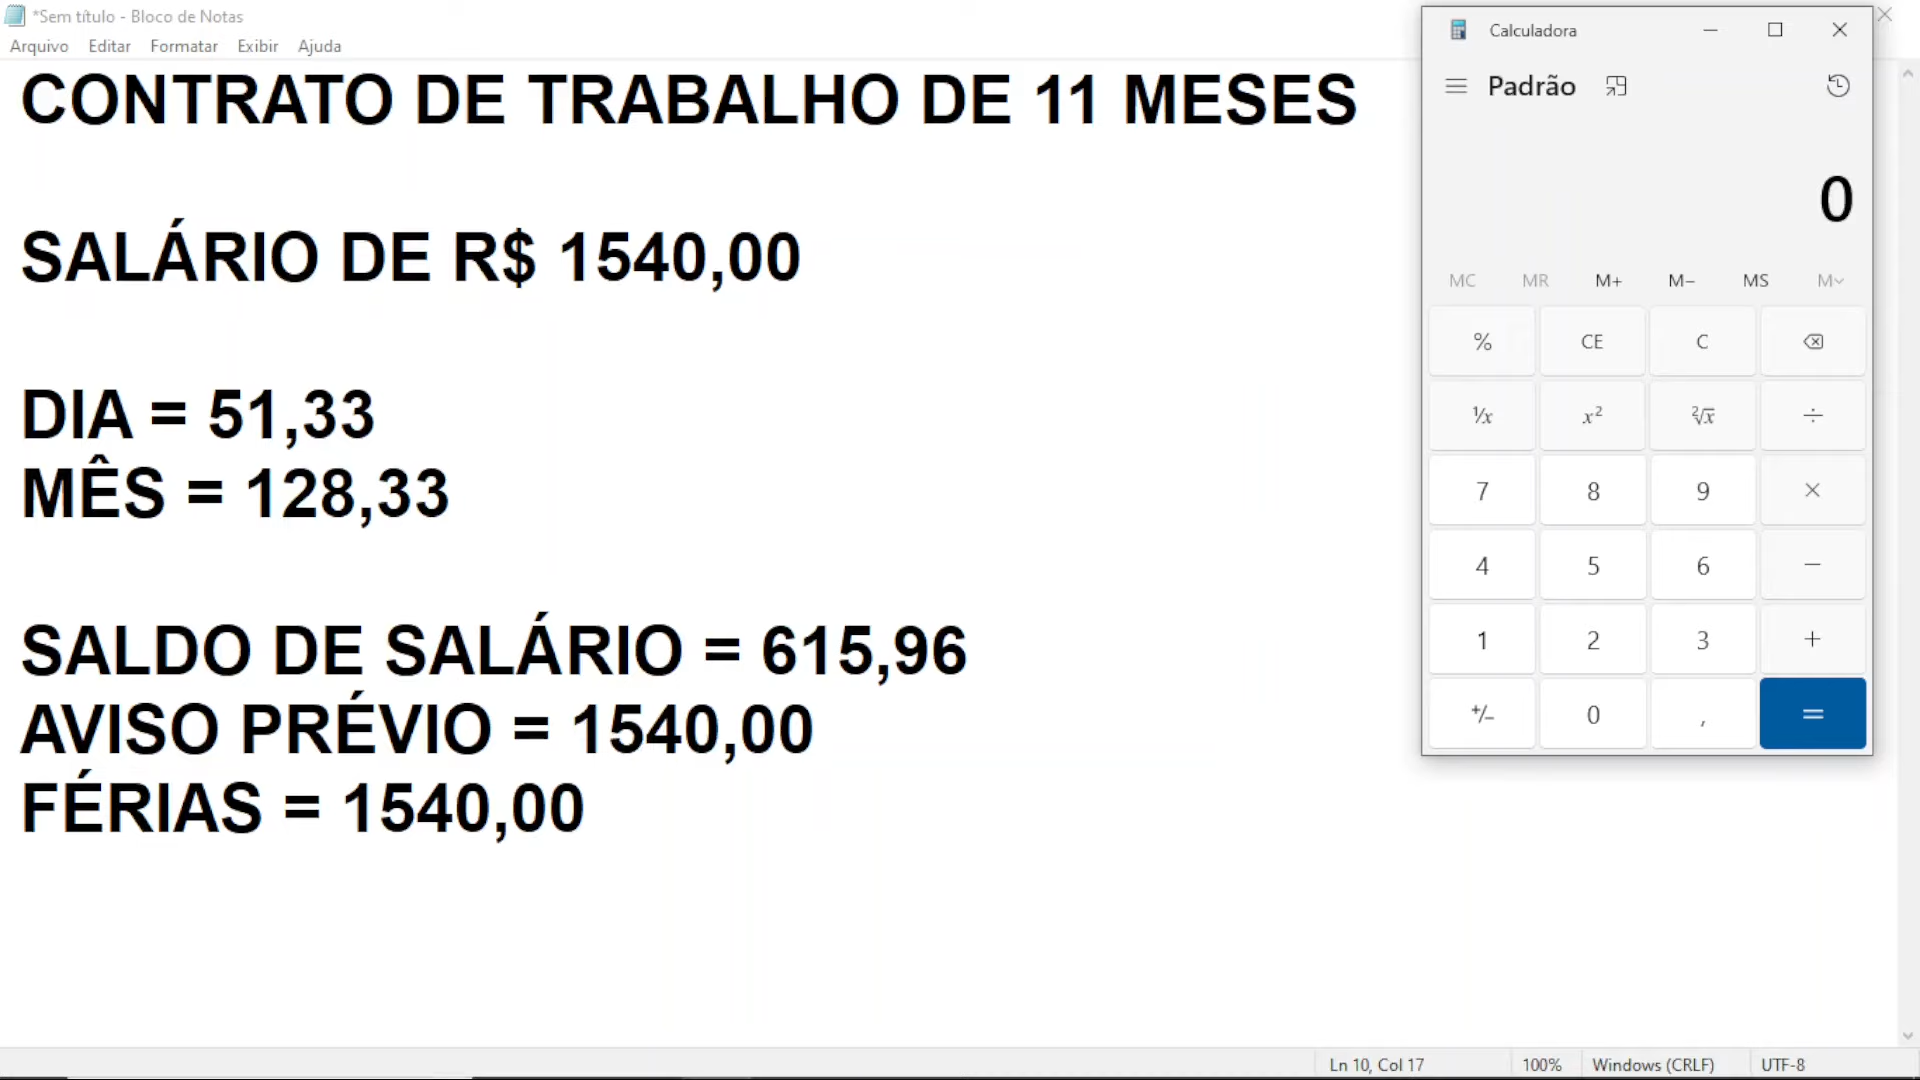 *Sem título - Bloco de Notas
Arquivo Editar Formatar Exibir Ajuda
CONTRATO DE TRABALHO DE 11 MESES
SALÁRIO DE R$ 1540,00
DIA = 51,33
MÊS = 128,33
SALDO DE SALÁRIO = 615,96
AVISO PRÉVIO = 1540,00
FÉRIAS = 1540,00
Calculadora
Padrão
0
MC MR M+ M− MS M
% CE C
¹/x x² ²√x ÷
7 8 9 ×
4 5 6 −
1 2 3 +
+/− 0 , =
Ln 10, Col 17 100% Windows (CRLF) UTF-8